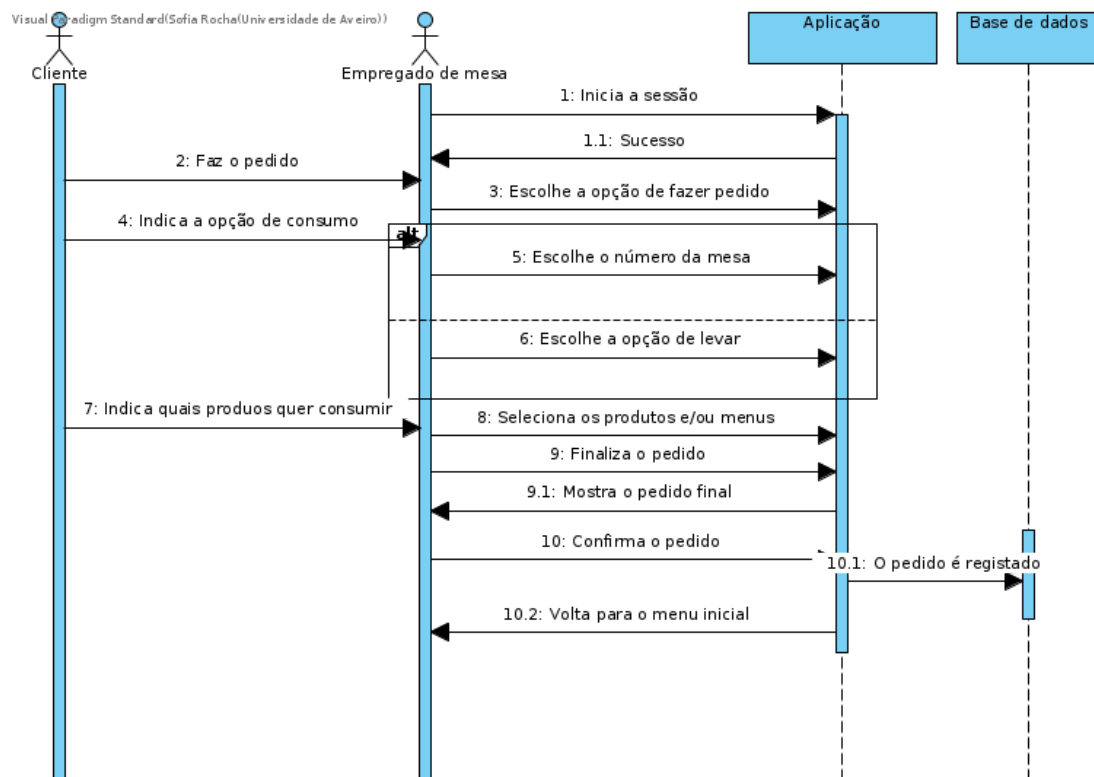 Visual Paradigm Standard(Sofia Rocha(Universidade de Aveiro))
Cliente
Empregado de mesa
Aplicação
Base de dados
1: Inicia a sessão
1.1: Sucesso
2: Faz o pedido
3: Escolhe a opção de fazer pedido
4: Indica a opção de consumo
alt
5: Escolhe o número da mesa
6: Escolhe a opção de levar
7: Indica quais produos quer consumir
8: Seleciona os produtos e/ou menus
9: Finaliza o pedido
9.1: Mostra o pedido final
10: Confirma o pedido
10.1: O pedido é registado
10.2: Volta para o menu inicial